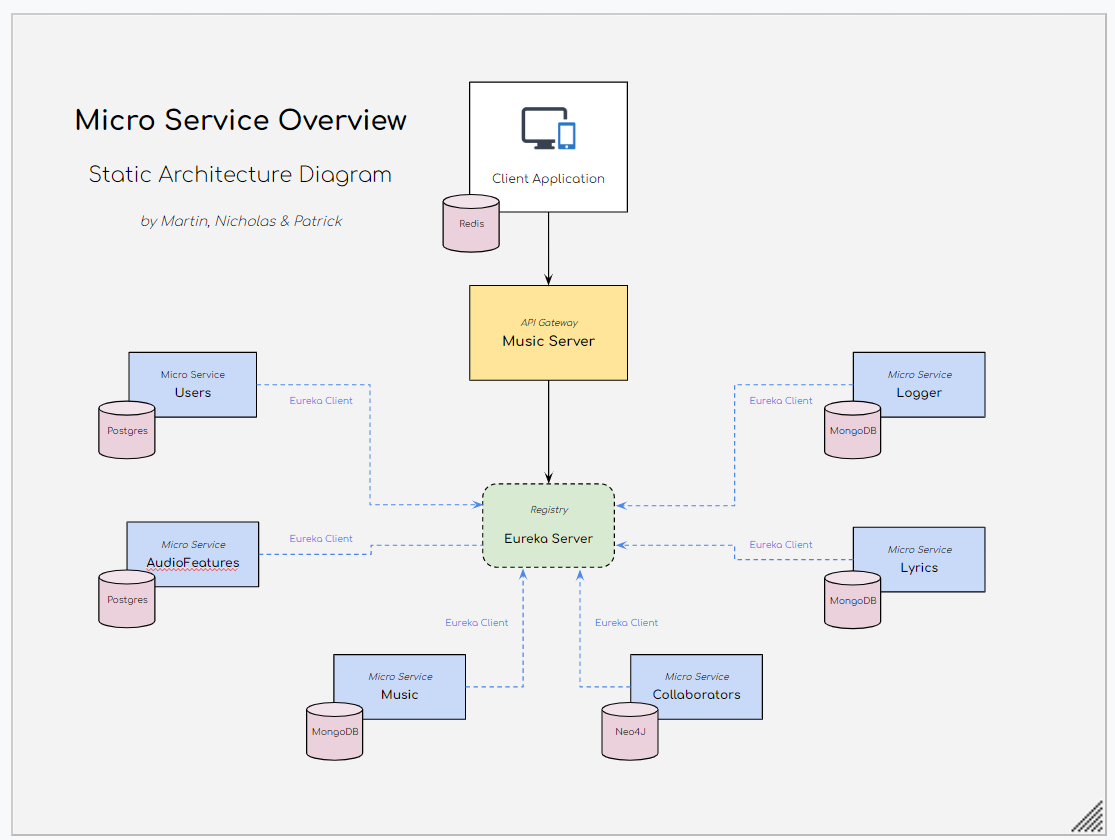 Micro Service Overview
Static Architecture Diagram
by Martin, Nicholas & Patrick
Client Application
Redis
API Gateway
Music Server
Micro Service
Users
Postgres
Eureka Client
Micro Service
Logger
MongoDB
Eureka Client
Registry
Eureka Server
Micro Service
AudioFeatures
Postgres
Eureka Client
Micro Service
Lyrics
MongoDB
Eureka Client
Eureka Client
Eureka Client
Micro Service
Music
MongoDB
Micro Service
Collaborators
Neo4J